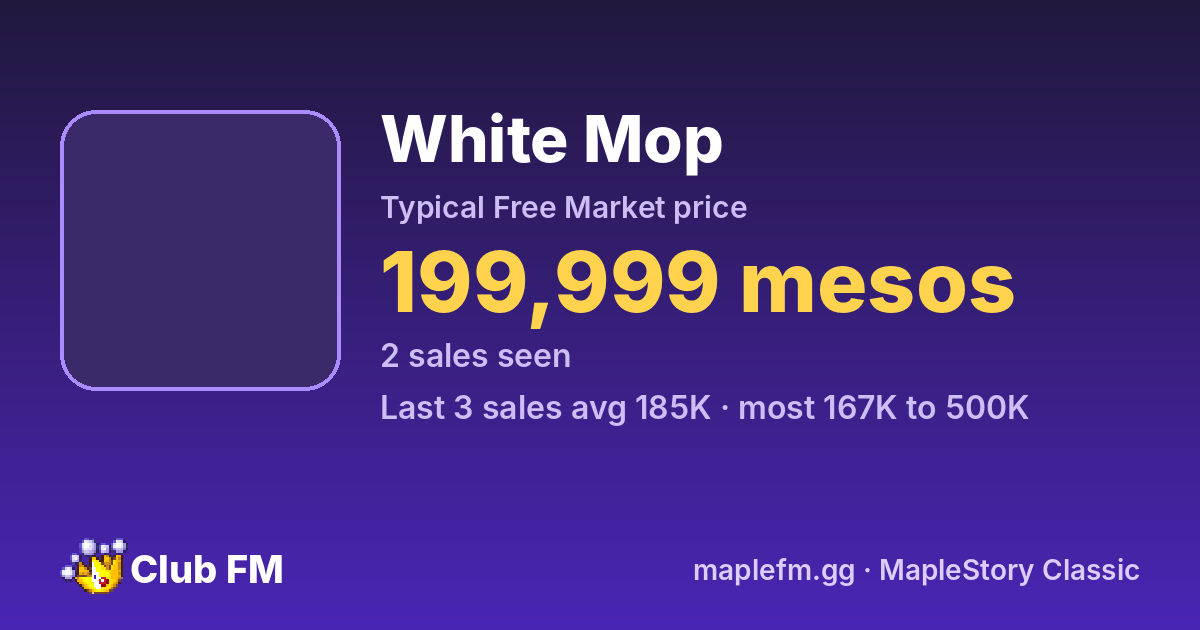 White Mop
Typical Free Market price
199,999 mesos
2 sales seen
Last 3 sales avg 185K · most 167K to 500K
Club FM
maplefm.gg · MapleStory Classic